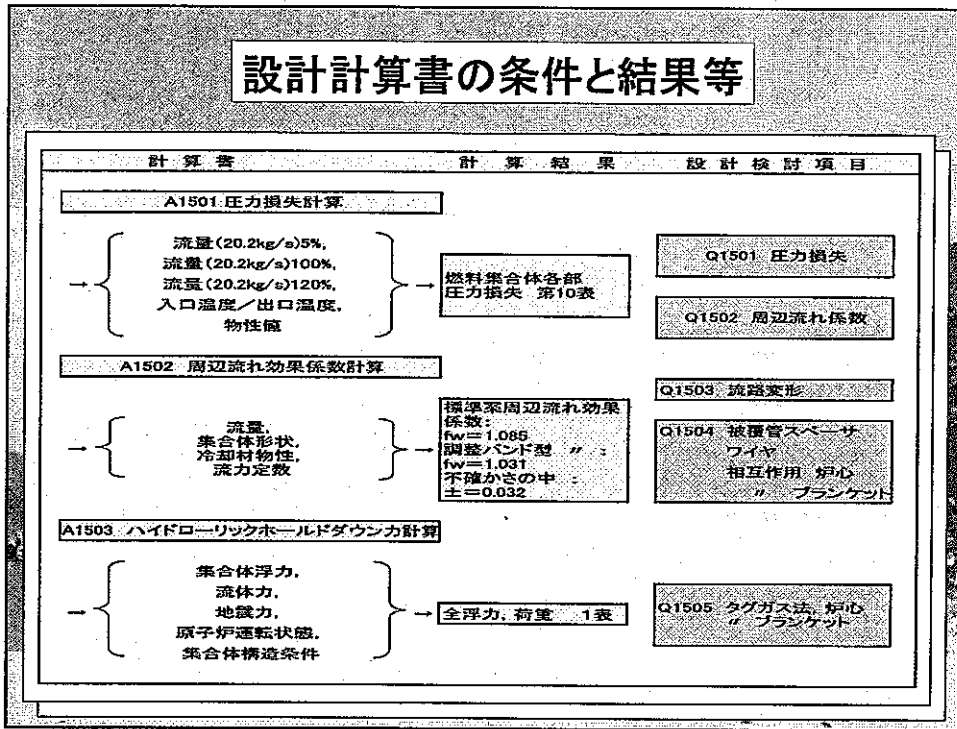 設計計算書の条件と結果等
計算書 計算結果 設計検討項目
A1501 圧力損失計算
流量(20.2kg/s)5%,
流量(20.2kg/s)100%,
流量(20.2kg/s)120%,
入口温度/出口温度,
物性値
→
→
燃料集合体各部
圧力損失 第10表
Q1501 圧力損失
Q1502 周辺流れ係数
A1502 周辺流れ効果係数計算
流量,
集合体形状,
冷却材物性,
流力定数
→
→
標準系周辺流れ効果
係数:
fw=1.085
調整バンド型 〃 :
fw=1.031
不確かさの中 :
±=0.032
Q1503 流路変形
Q1504 被覆管スペーサ
ワイヤ
相互作用 炉心
〃 ブランケット
A1503 ハイドローリックホールドダウン力計算
集合体浮力,
流体力,
地震力,
原子炉運転状態,
集合体構造条件
→
→
全浮力, 荷重 1表
Q1505 タグガス法, 炉心
〃 ブランケット